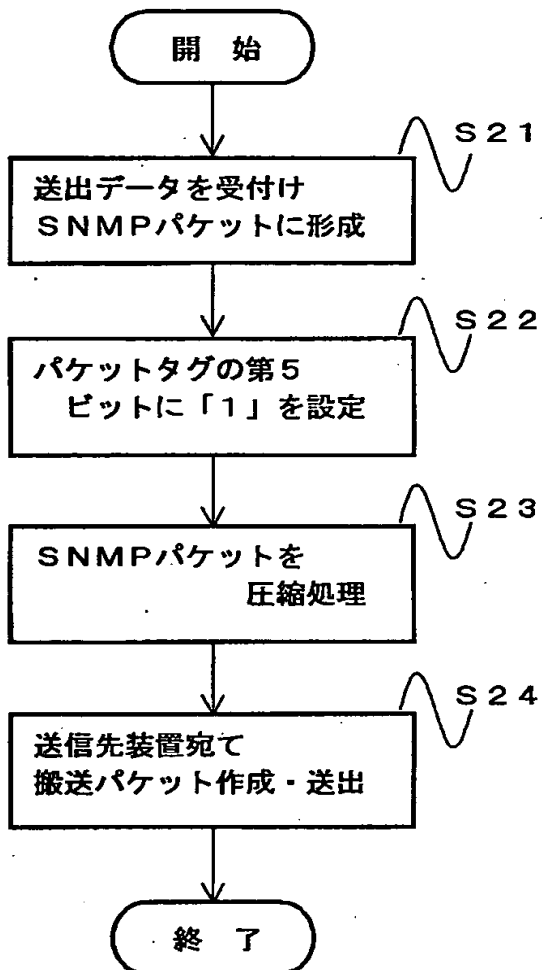 開 始
S21
送出データを受付け
SNMPパケットに形成
S22
パケットタグの第5
ビットに「1」を設定
S23
SNMPパケットを
圧縮処理
S24
送信先装置宛て
搬送パケット作成・送出
終 了